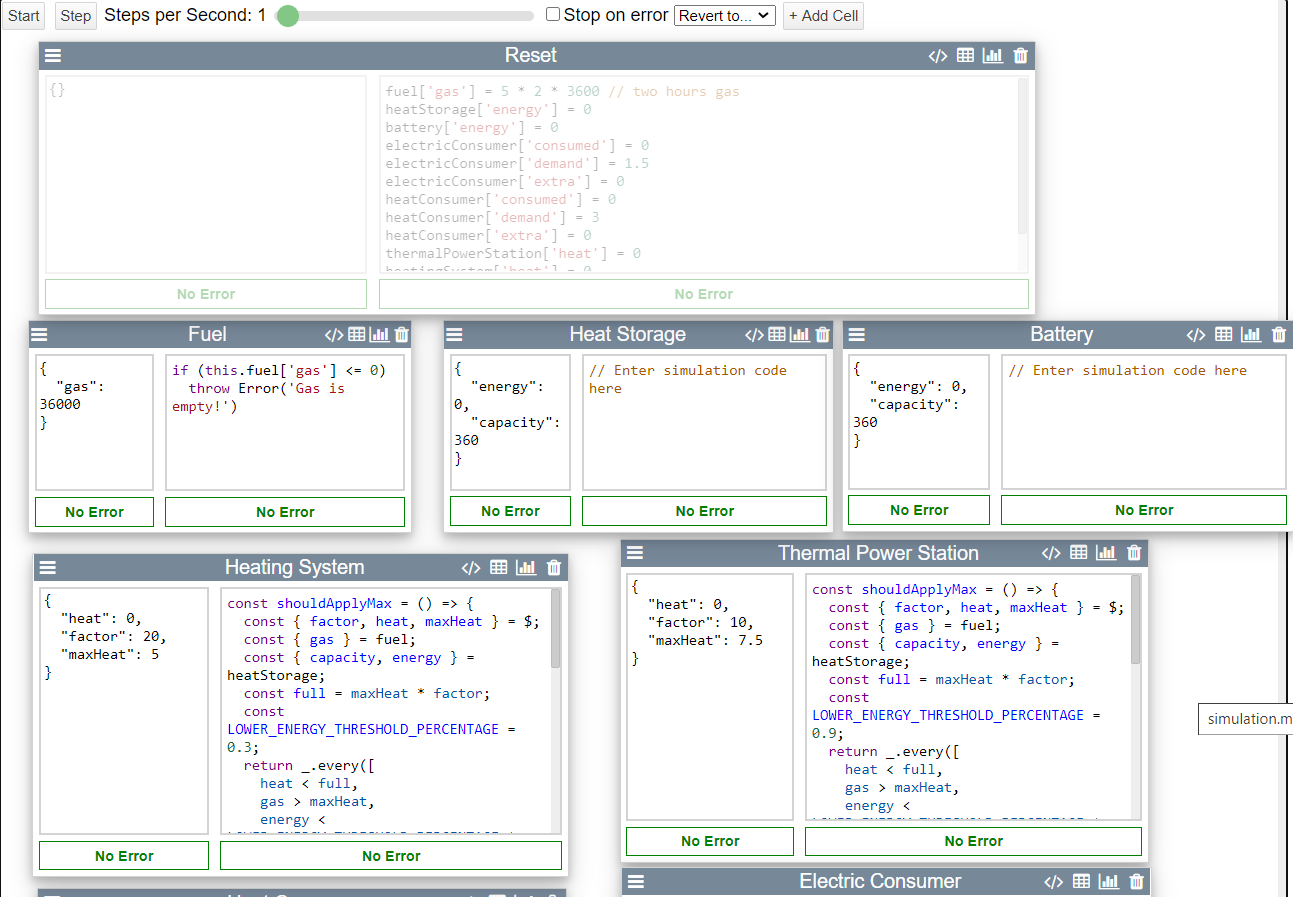 Start Step Steps per Second: 1 Stop on error Revert to... + Add Cell
Reset
{}
fuel['gas'] = 5 * 2 * 3600 // two hours gas
heatStorage['energy'] = 0
battery['energy'] = 0
electricConsumer['consumed'] = 0
electricConsumer['demand'] = 1.5
electricConsumer['extra'] = 0
heatConsumer['consumed'] = 0
heatConsumer['demand'] = 3
heatConsumer['extra'] = 0
thermalPowerStation['heat'] = 0
heatingSystem['heat'] = 0
No Error
No Error
Fuel
{
"gas":
36000
}
if (this.fuel['gas'] <= 0)
throw Error('Gas is
empty!')
No Error
No Error
Heat Storage
{
"energy":
0,
"capacity":
360
}
// Enter simulation code
here
No Error
No Error
Battery
{
"energy": 0,
"capacity":
360
}
// Enter simulation code here
No Error
No Error
Heating System
{
"heat": 0,
"factor": 20,
"maxHeat": 5
}
const shouldApplyMax = () => {
const { factor, heat, maxHeat } = $;
const { gas } = fuel;
const { capacity, energy } =
heatStorage;
const full = maxHeat * factor;
const
LOWER_ENERGY_THRESHOLD_PERCENTAGE =
0.3;
return _.every([
heat < full,
gas > maxHeat,
energy <
No Error
No Error
Thermal Power Station
{
"heat": 0,
"factor": 10,
"maxHeat": 7.5
}
const shouldApplyMax = () => {
const { factor, heat, maxHeat } = $;
const { gas } = fuel;
const { capacity, energy } =
heatStorage;
const full = maxHeat * factor;
const
LOWER_ENERGY_THRESHOLD_PERCENTAGE =
0.9;
return _.every([
heat < full,
gas > maxHeat,
energy <
No Error
No Error
simulation.m
Electric Consumer